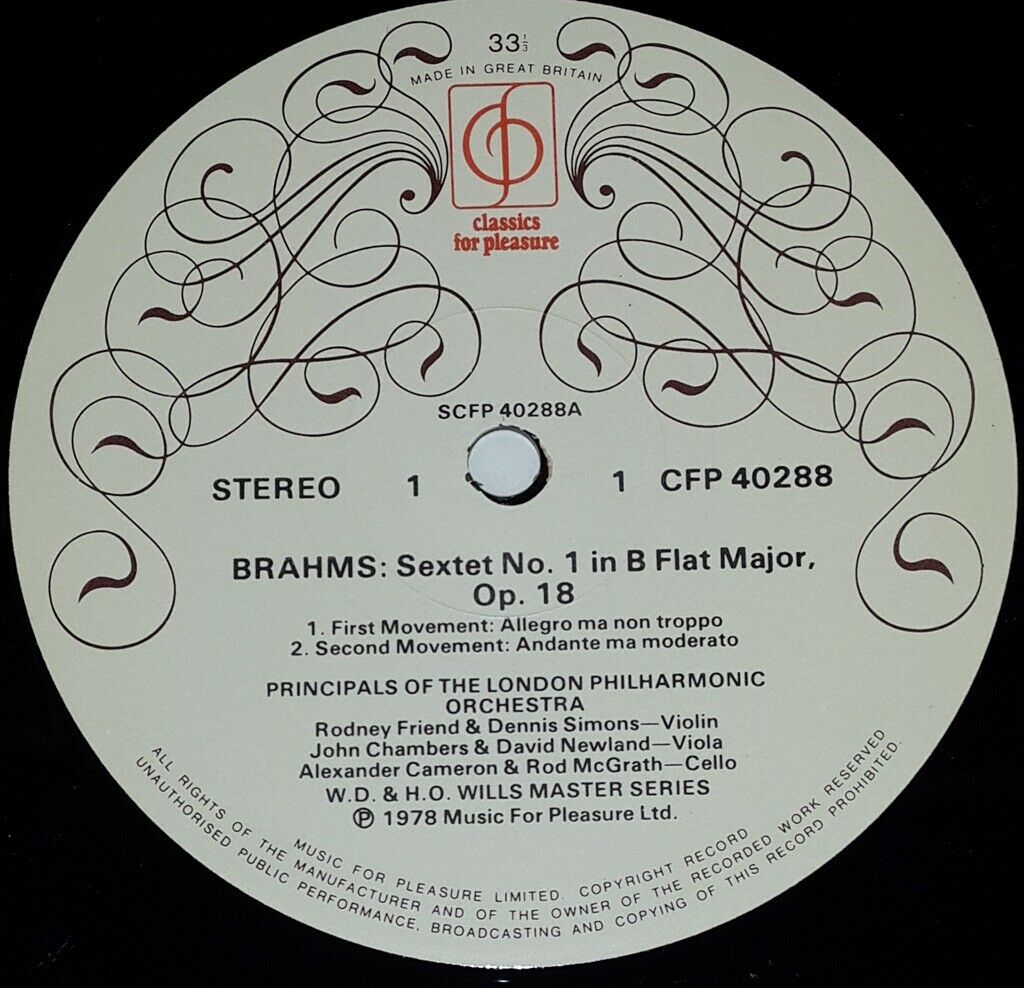 33⅓
MADE IN GREAT BRITAIN
classics
for pleasure
SCFP 40288A
STEREO 1 1 CFP 40288
BRAHMS: Sextet No. 1 in B Flat Major,
Op. 18
1. First Movement: Allegro ma non troppo
2. Second Movement: Andante ma moderato
PRINCIPALS OF THE LONDON PHILHARMONIC
ORCHESTRA
Rodney Friend & Dennis Simons—Violin
John Chambers & David Newland—Viola
Alexander Cameron & Rod McGrath—Cello
W.D. & H.O. WILLS MASTER SERIES
℗ 1978 Music For Pleasure Ltd.
MUSIC FOR PLEASURE LIMITED. COPYRIGHT RECORD
ALL RIGHTS OF THE MANUFACTURER AND OF THE OWNER OF THE RECORDED WORK RESERVED
UNAUTHORISED PUBLIC PERFORMANCE, BROADCASTING AND COPYING OF THIS RECORD PROHIBITED.